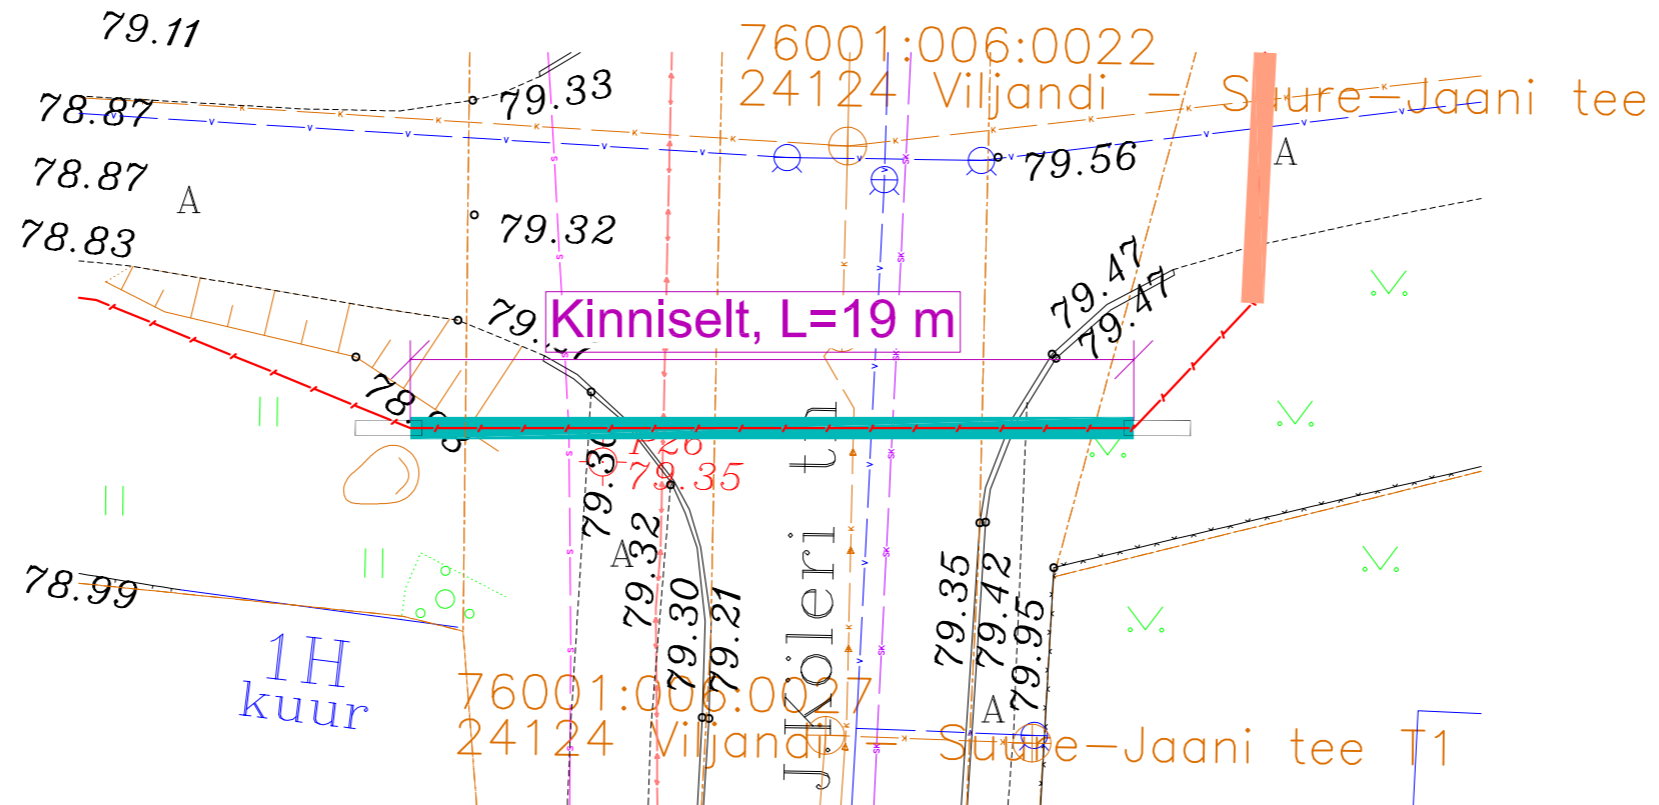 79.11
76001:006:0022
24124 Viljandi - Suure-Jaani tee
78.87
79.33
78.87
79.56
A
A
78.83
79.32
79.47
79.47
Kinniselt, L=19 m
P26
79.35
79.30
79.32
A
78.99
79.30
79.21
J.Köleri tn
79.35
79.42
79.95
1H
kuur
A
76001:006:0027
24124 Viljandi - Suure-Jaani tee T1